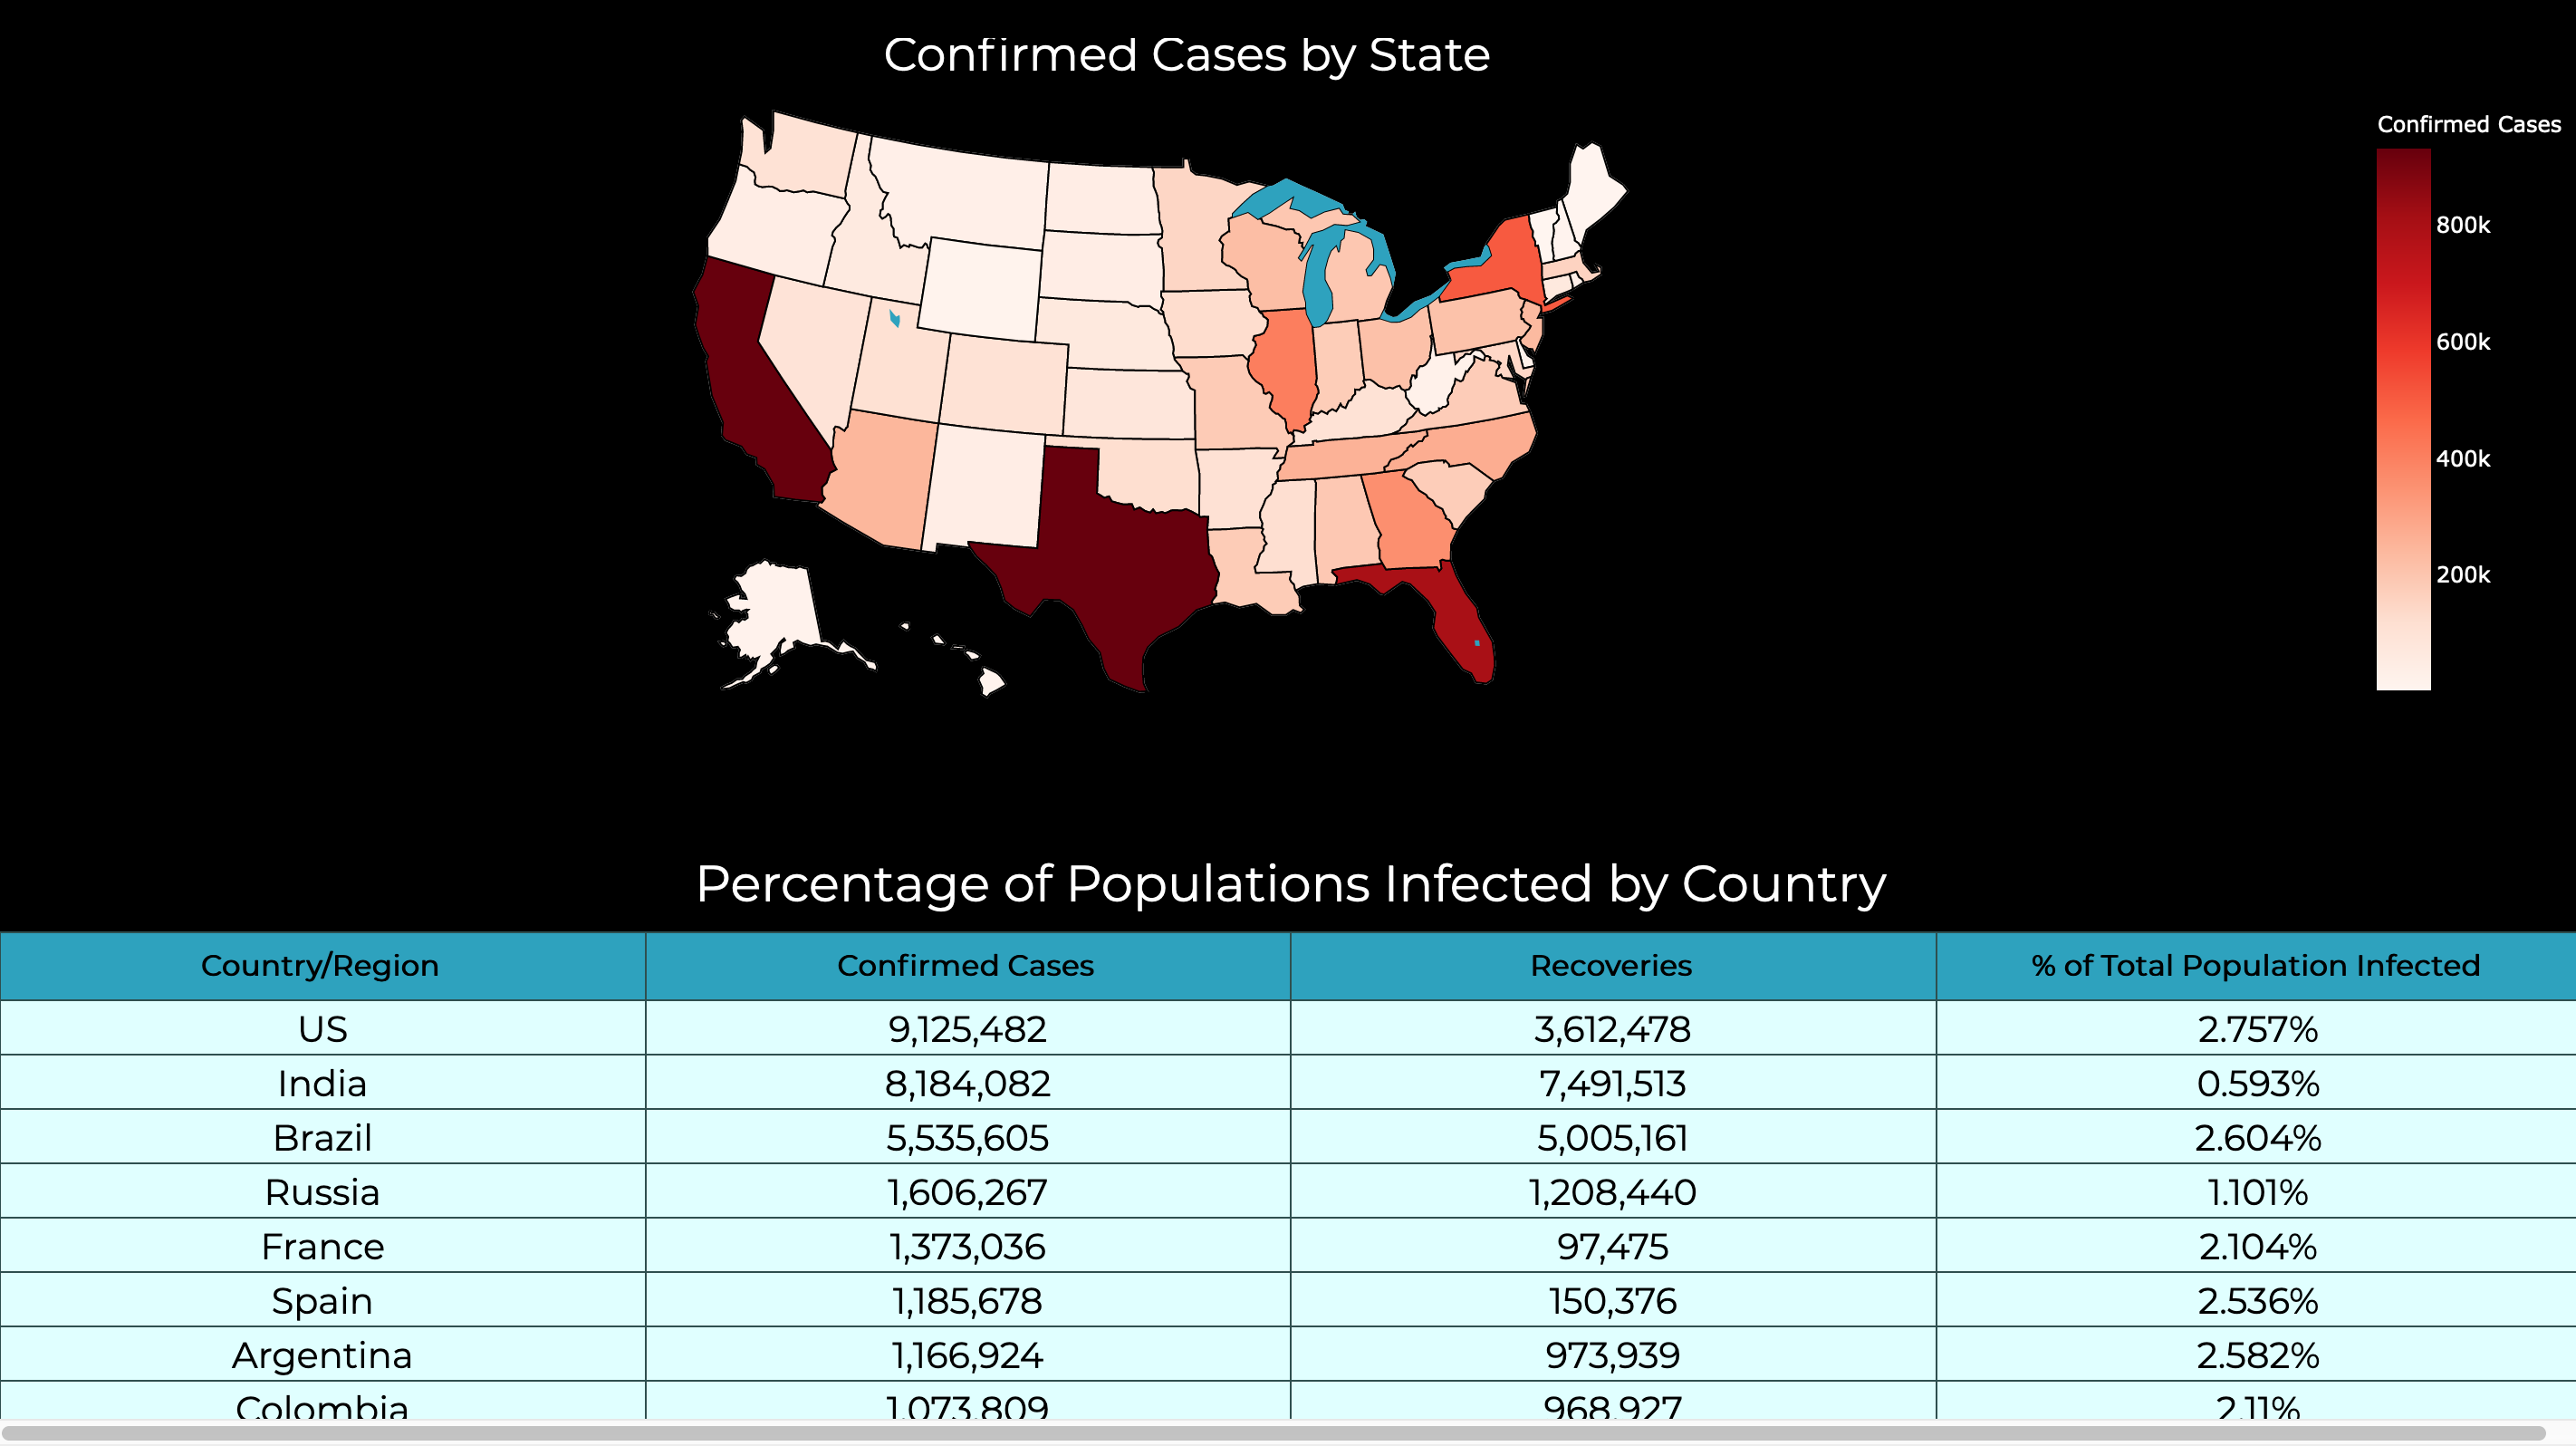 Confirmed Cases by State
Confirmed Cases
800k
600k
400k
200k
Percentage of Populations Infected by Country
Country/Region Confirmed Cases Recoveries % of Total Population Infected
US 9,125,482 3,612,478 2.757%
India 8,184,082 7,491,513 0.593%
Brazil 5,535,605 5,005,161 2.604%
Russia 1,606,267 1,208,440 1.101%
France 1,373,036 97,475 2.104%
Spain 1,185,678 150,376 2.536%
Argentina 1,166,924 973,939 2.582%
Colombia 1,073,809 968,927 2.11%